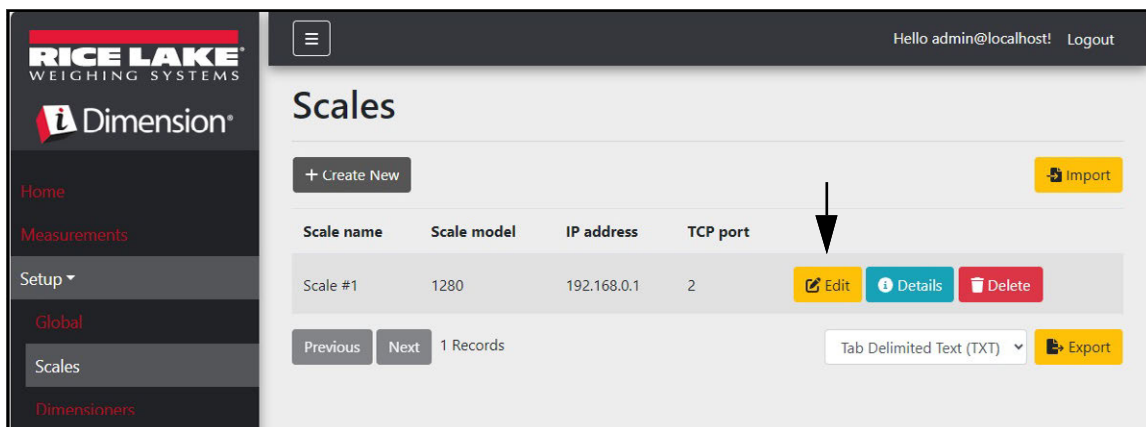 RICE LAKE®
WEIGHING SYSTEMS
i Dimension®
Home
Measurements
Setup
Global
Scales
Dimensioners
Hello admin@localhost! Logout
Scales
+ Create New
Import
Scale name Scale model IP address TCP port
Scale #1 1280 192.168.0.1 2 Edit Details Delete
Previous Next 1 Records Tab Delimited Text (TXT) Export